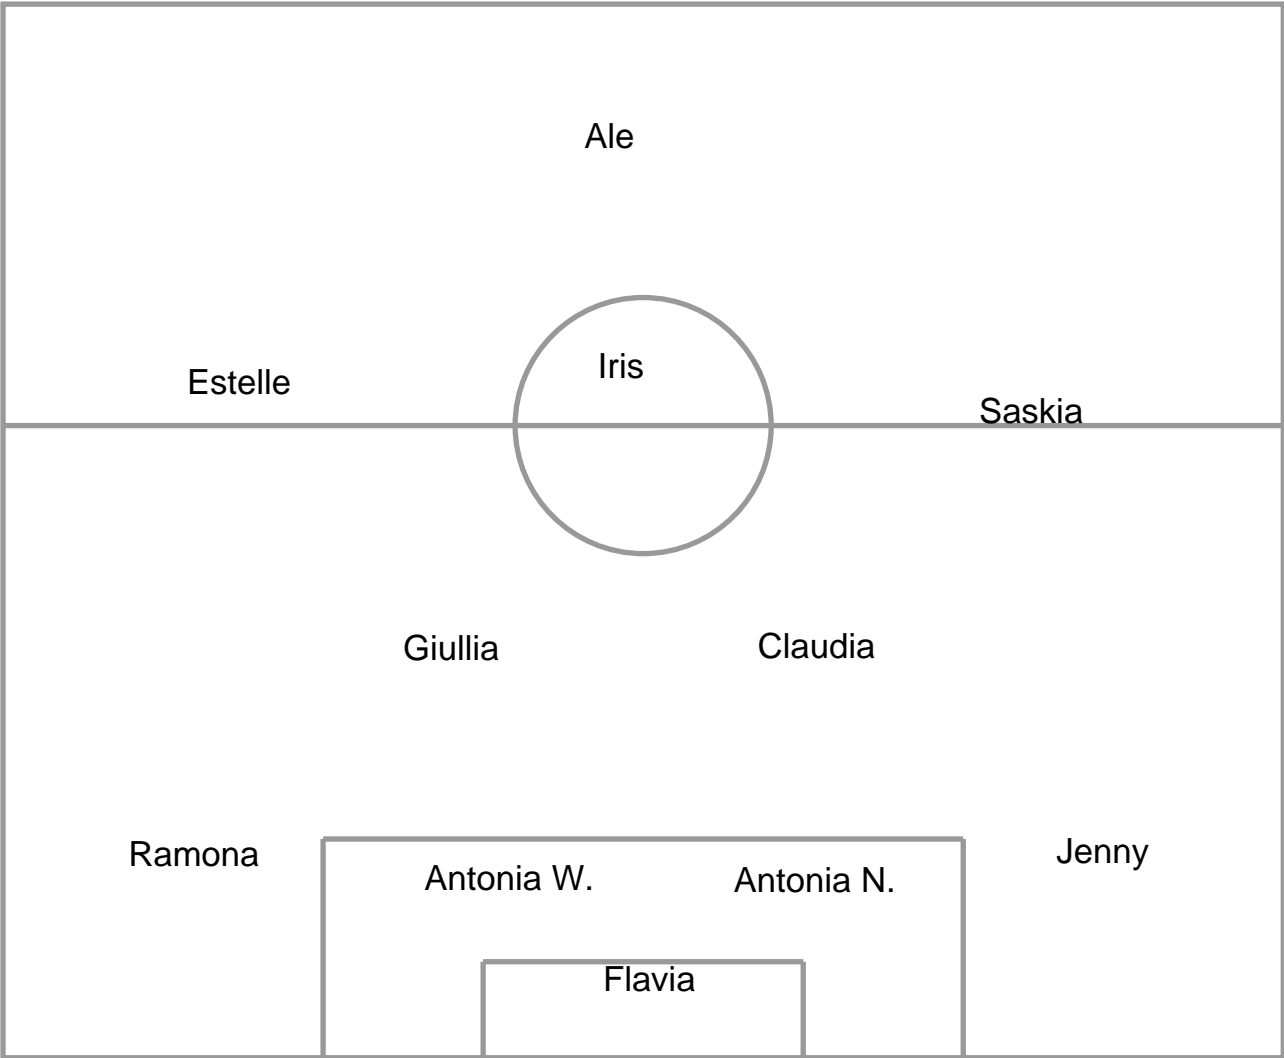 Ale
Iris
Estelle
Saskia
Giullia
Claudia
Ramona
Jenny
Antonia W.
Antonia N.
Flavia